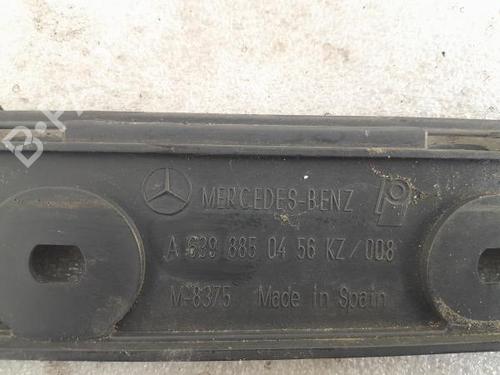 MERCEDES-BENZ
A 639 885 04 56 KZ/008
M-8375 Made in Spain